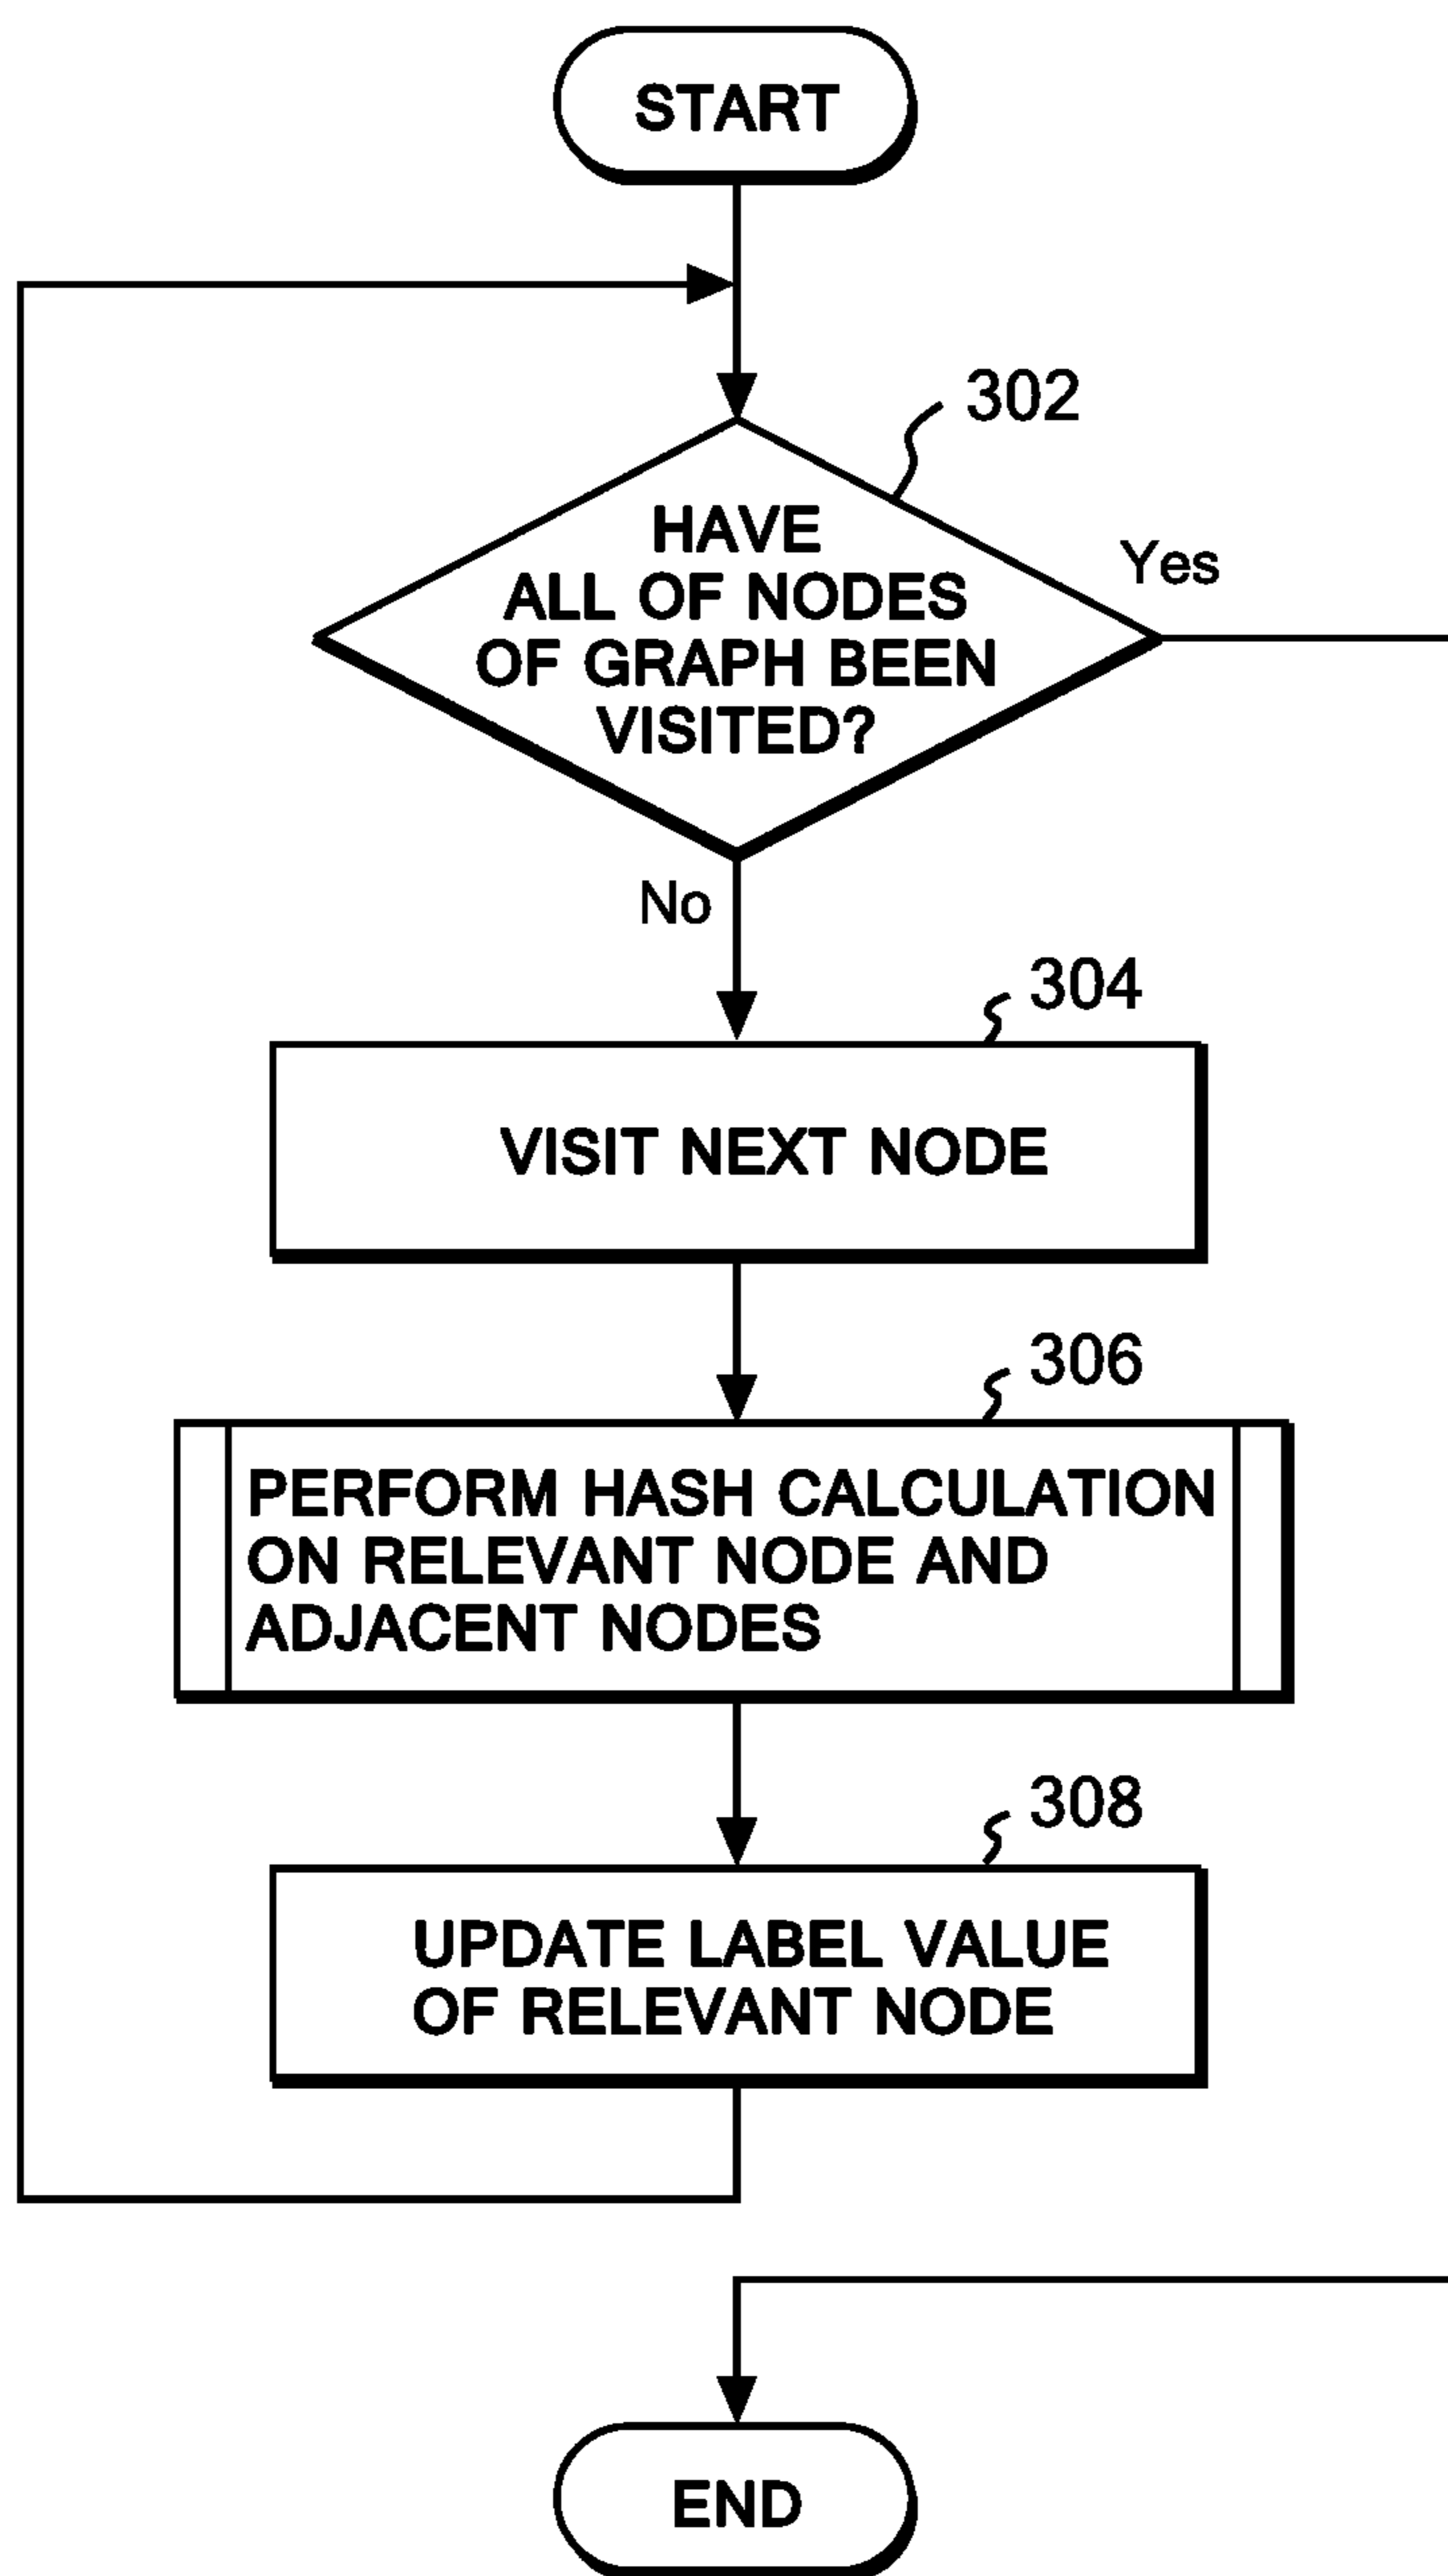 START
302
HAVE
ALL OF NODES
OF GRAPH BEEN
VISITED?
Yes
No
304
VISIT NEXT NODE
306
PERFORM HASH CALCULATION
ON RELEVANT NODE AND
ADJACENT NODES
308
UPDATE LABEL VALUE
OF RELEVANT NODE
END